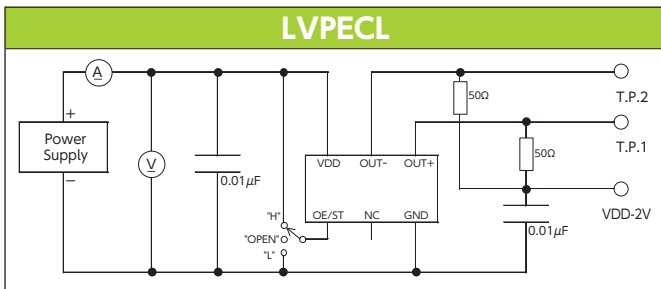 LVPECL
A
+
Power
Supply
−
V
0.01μF
VDD OUT- OUT+
OE/ST NC GND
"H"
"OPEN"
"L"
50Ω
50Ω
0.01μF
T.P.2
T.P.1
VDD-2V